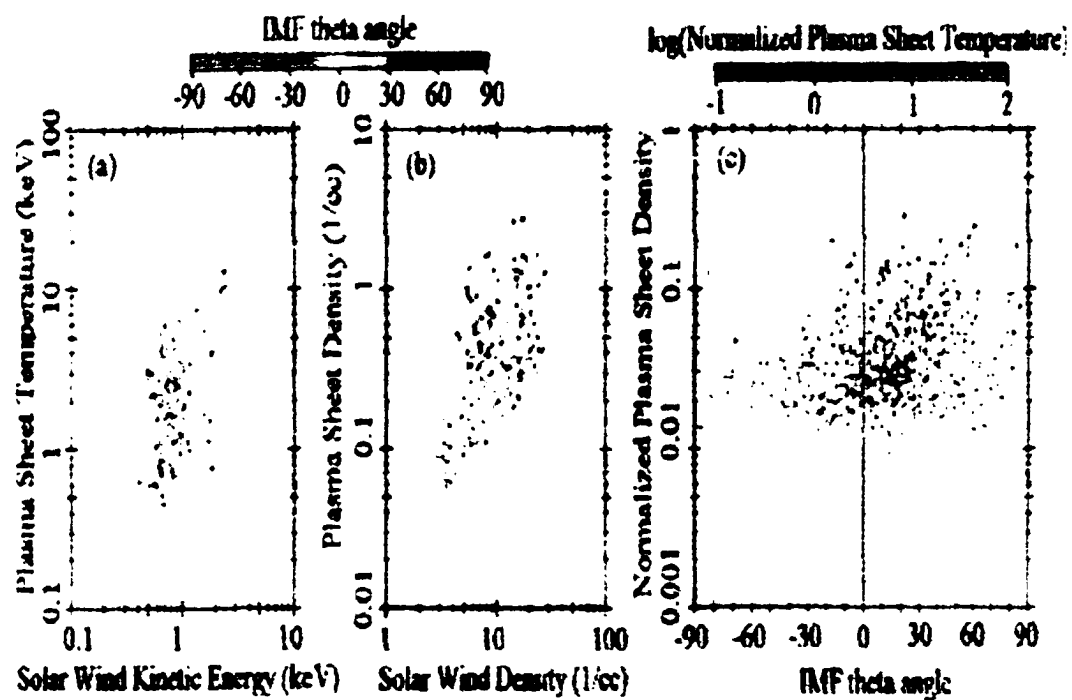 IMF theta angle
-90 -60 -30 0 30 60 90
log(Normalized Plasma Sheet Temperature)
-1 0 1 2
(a)
Plasma Sheet Temperature (keV)
100
10
1
0.1
0.1 1 10
Solar Wind Kinetic Energy (keV)
(b)
Plasma Sheet Density (1/cc)
10
1
0.1
0.01
1 10 100
Solar Wind Density (1/cc)
(c)
Normalized Plasma Sheet Density
1
0.1
0.01
0.001
-90 -60 -30 0 30 60 90
IMF theta angle